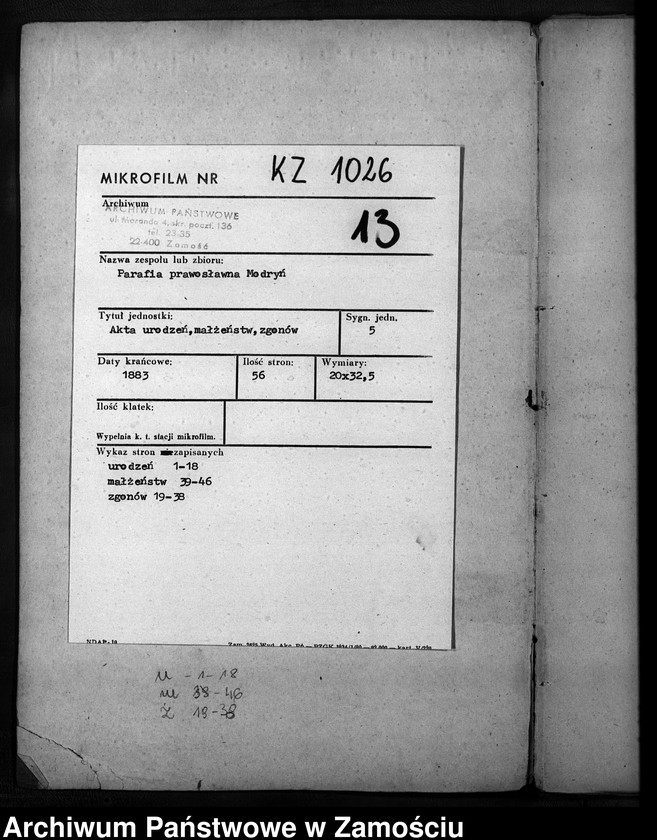 MIKROFILM NR KZ 1026
Archiwum
ARCHIWUM PAŃSTWOWE
ul. Moranda 4, skr. poczt. 136
tel. 23-35
22-400 Zamość
13
Nazwa zespołu lub zbioru:
Parafia prawosławna Modryń
Tytuł jednostki:
Akta urodzeń,małżeństw,zgonów
Sygn. jedn.
5
Daty krańcowe:
1883
Ilość stron:
56
Wymiary:
20x32,5
Ilość klatek:
Wypełnia k. t. stacji mikrofilm.
Wykaz stron zapisanych
urodzeń 1-18
małżeństw 39-46
zgonów 19-38
NDAP-18
u - 1 - 18
m 39-46
z 19-38
Archiwum Państwowe w Zamościu